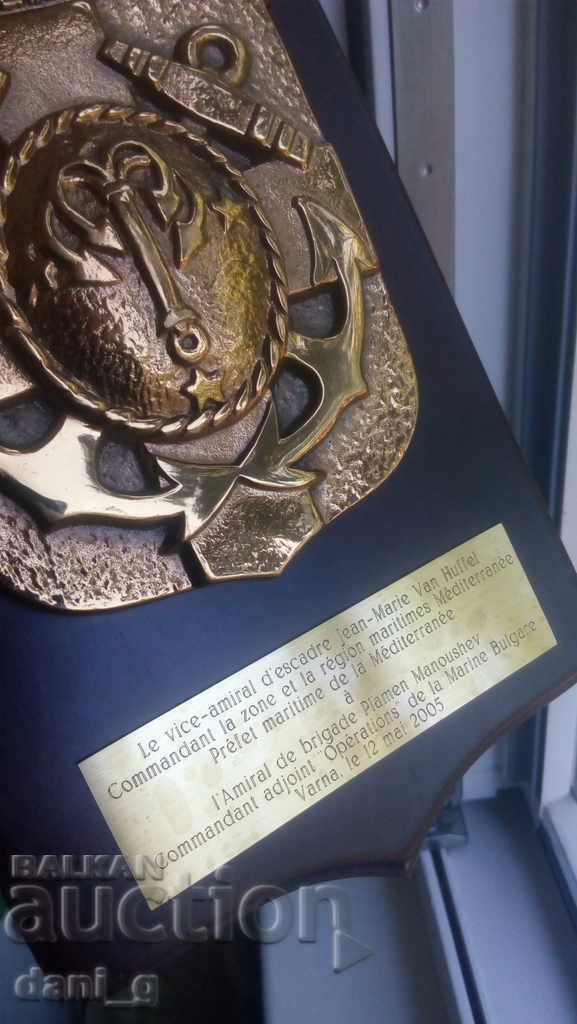 Le vice-amiral d'escadre Jean-Marie Van Huffel
Commandant la zone et la région maritimes Méditerranée
Préfet maritime de la Méditerranée
à
l'Amiral de brigade Plamen Manoushev
Commandant adjoint "Opérations" de la Marine Bulgare
Varna, le 12 mai 2005
BALKAN
auction
dani_g